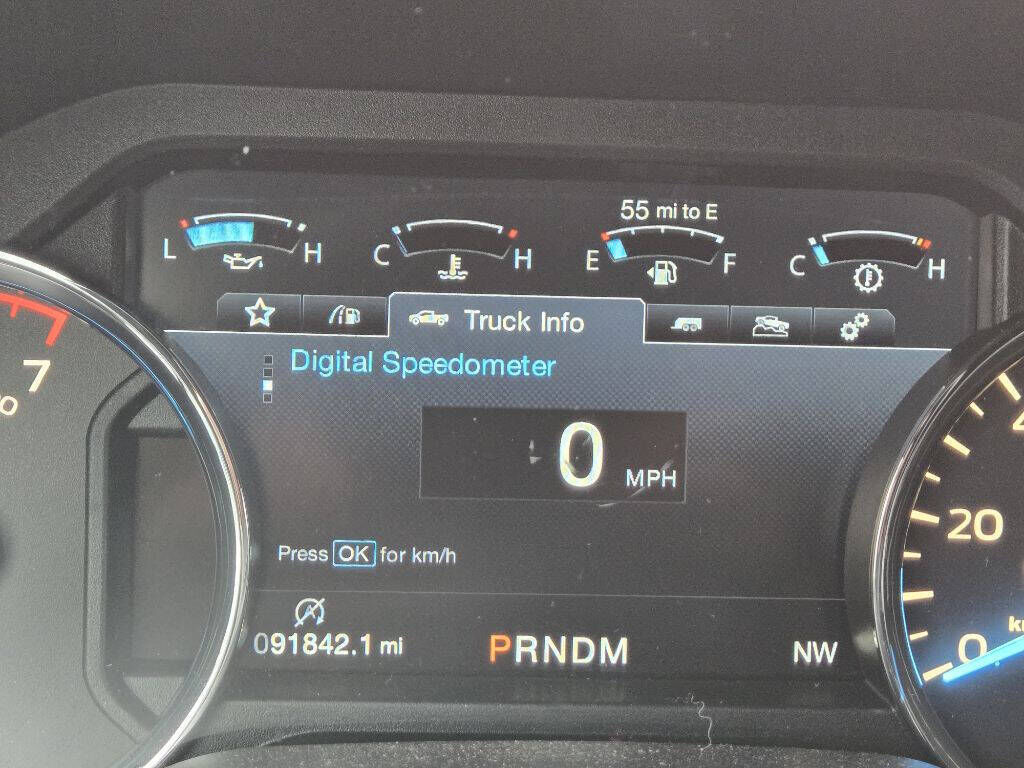 55 mi to E
L H
C H
E F
C H
Truck Info
Digital Speedometer
0 MPH
Press OK for km/h
091842.1 mi
PRNDM
NW
7
20
0